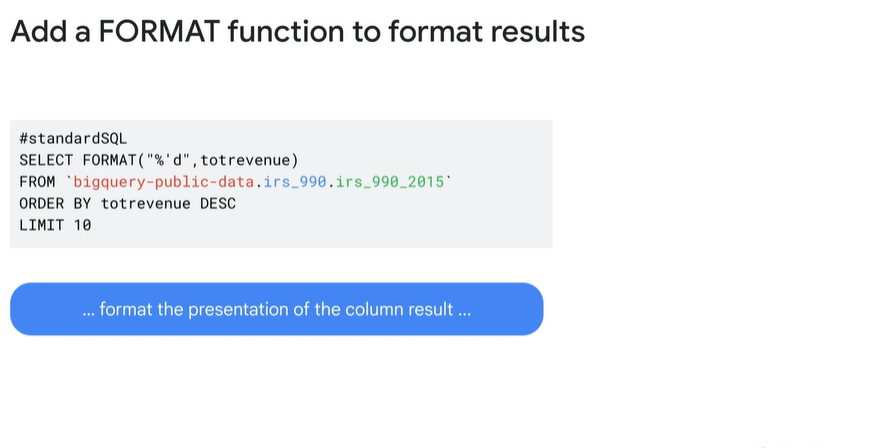 Add a FORMAT function to format results
#standardSQL
SELECT FORMAT("%'d",totrevenue)
FROM `bigquery-public-data.irs_990.irs_990_2015`
ORDER BY totrevenue DESC
LIMIT 10
... format the presentation of the column result ...